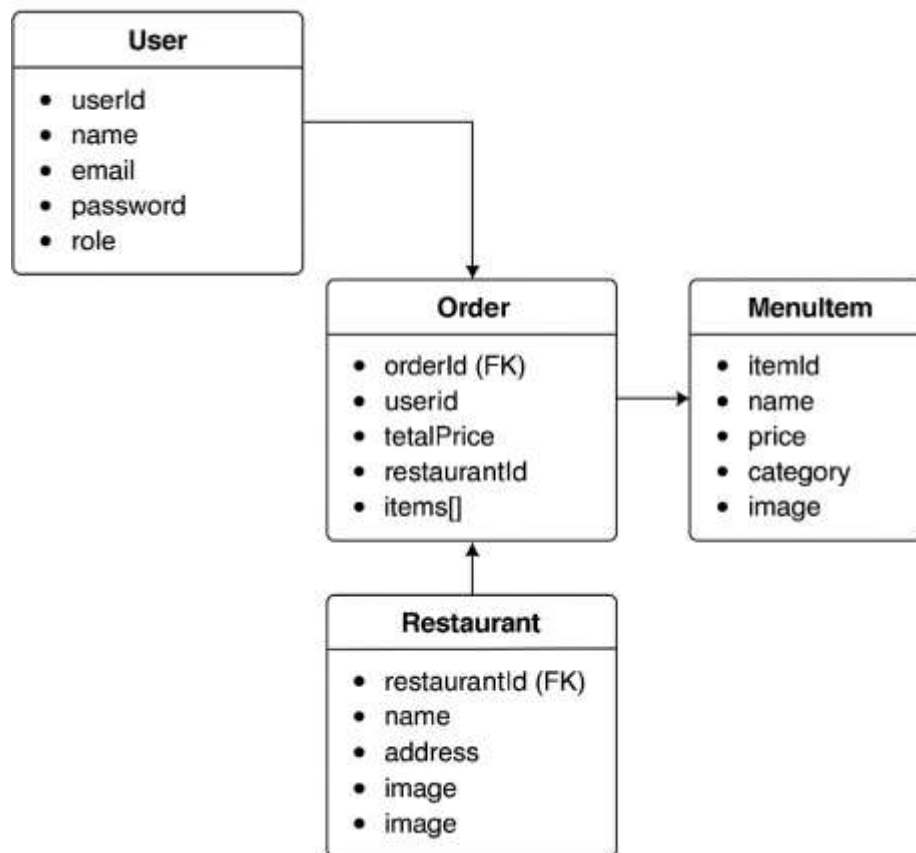 User
• userId
• name
• email
• password
• role
Order
• orderId (FK)
• userid
• tetalPrice
• restaurantId
• items[]
MenuItem
• itemId
• name
• price
• category
• image
Restaurant
• restaurantId (FK)
• name
• address
• image
• image